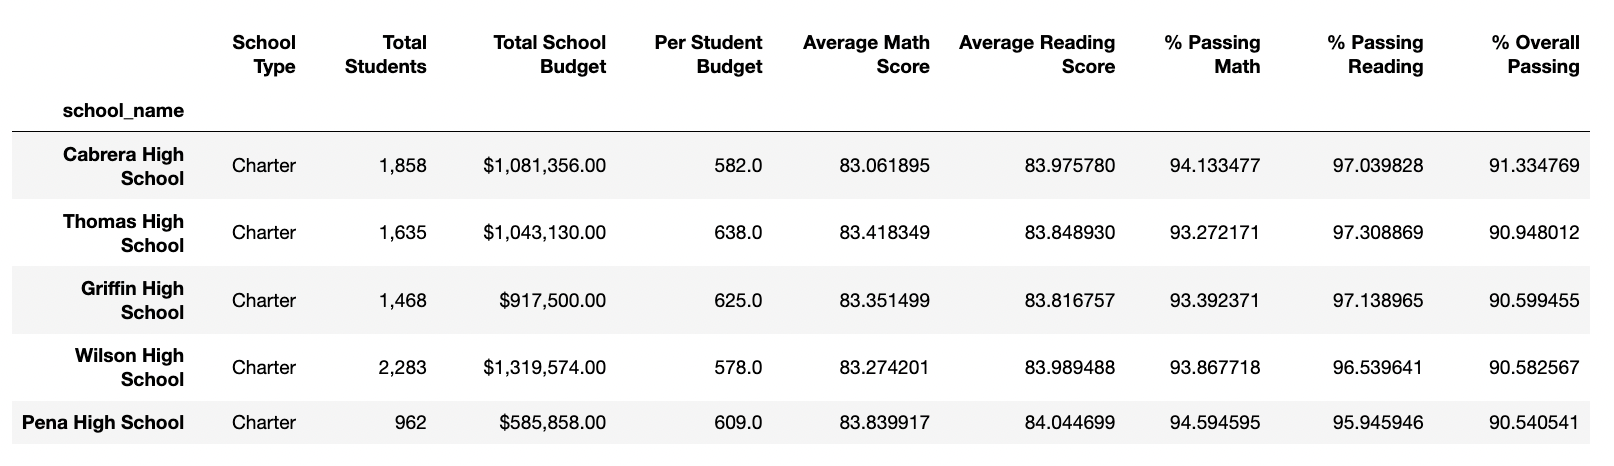 School Type Total Students Total School Budget Per Student Budget Average Math Score Average Reading Score % Passing Math % Passing Reading % Overall Passing
school_name
Cabrera High School Charter 1,858 $1,081,356.00 582.0 83.061895 83.975780 94.133477 97.039828 91.334769
Thomas High School Charter 1,635 $1,043,130.00 638.0 83.418349 83.848930 93.272171 97.308869 90.948012
Griffin High School Charter 1,468 $917,500.00 625.0 83.351499 83.816757 93.392371 97.138965 90.599455
Wilson High School Charter 2,283 $1,319,574.00 578.0 83.274201 83.989488 93.867718 96.539641 90.582567
Pena High School Charter 962 $585,858.00 609.0 83.839917 84.044699 94.594595 95.945946 90.540541